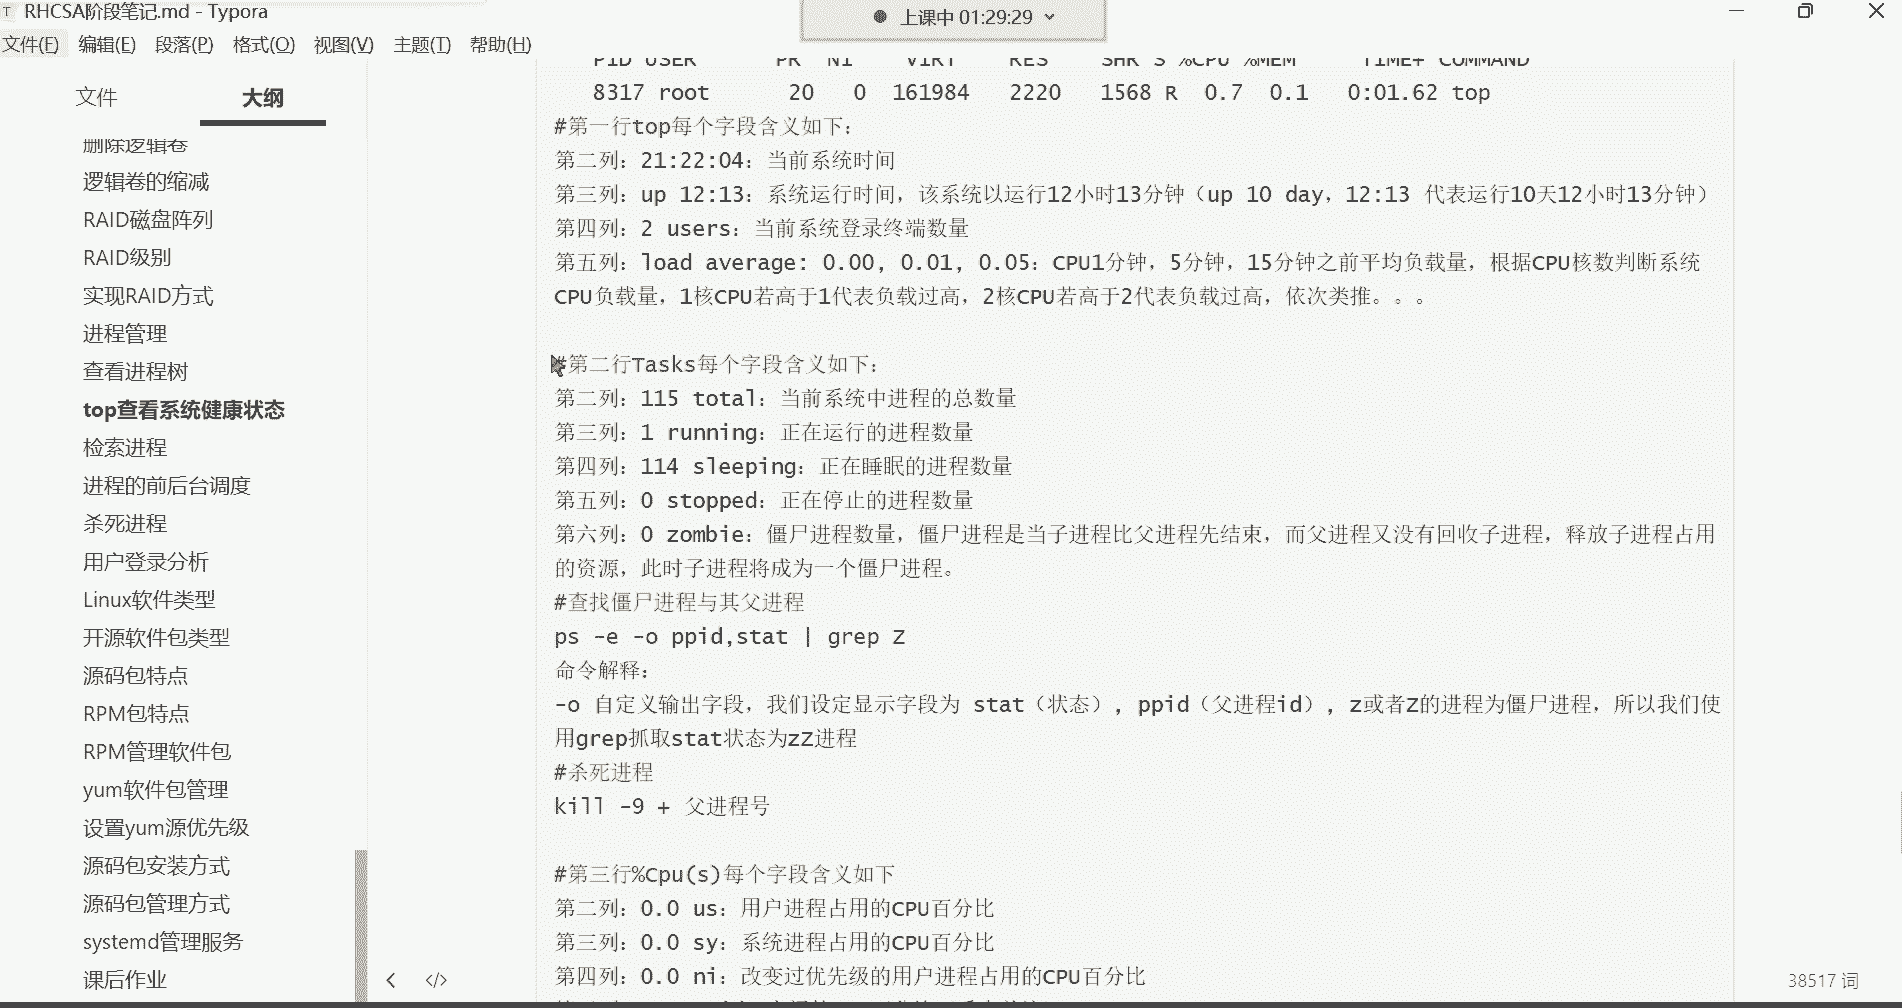 RHCSA阶段笔记.md - Typora
上课中 01:29:29
文件(F) 编辑(E) 段落(P) 格式(O) 视图(V) 主题(T) 帮助(H)
文件 大纲
删除逻辑卷
逻辑卷的缩减
RAID磁盘阵列
RAID级别
实现RAID方式
进程管理
查看进程树
top查看系统健康状态
检索进程
进程的前后台调度
杀死进程
用户登录分析
Linux软件类型
开源软件包类型
源码包特点
RPM包特点
RPM管理软件包
yum软件包管理
设置yum源优先级
源码包安装方式
源码包管理方式
systemd管理服务
课后作业
PID USER PR NI VIRT RES SHR S %CPU %MEM TIME+ COMMAND
8317 root 20 0 161984 2220 1568 R 0.7 0.1 0:01.62 top
#第一行top每个字段含义如下：
第二列：21:22:04：当前系统时间
第三列：up 12:13：系统运行时间，该系统以运行12小时13分钟（up 10 day，12:13 代表运行10天12小时13分钟）
第四列：2 users：当前系统登录终端数量
第五列：load average: 0.00, 0.01, 0.05：CPU1分钟，5分钟，15分钟之前平均负载量，根据CPU核数判断系统
CPU负载量，1核CPU若高于1代表负载过高，2核CPU若高于2代表负载过高，依次类推。。。
#第二行Tasks每个字段含义如下：
第二列：115 total：当前系统中进程的总数量
第三列：1 running：正在运行的进程数量
第四列：114 sleeping：正在睡眠的进程数量
第五列：0 stopped：正在停止的进程数量
第六列：0 zombie：僵尸进程数量，僵尸进程是当子进程比父进程先结束，而父进程又没有回收子进程，释放子进程占用
的资源，此时子进程将成为一个僵尸进程。
#查找僵尸进程与其父进程
ps -e -o ppid,stat | grep Z
命令解释：
-o 自定义输出字段，我们设定显示字段为 stat（状态）, ppid（父进程id）, z或者Z的进程为僵尸进程，所以我们使
用grep抓取stat状态为zZ进程
#杀死进程
kill -9 + 父进程号
#第三行%Cpu(s)每个字段含义如下
第二列：0.0 us：用户进程占用的CPU百分比
第三列：0.0 sy：系统进程占用的CPU百分比
第四列：0.0 ni：改变过优先级的用户进程占用的CPU百分比
38517 词